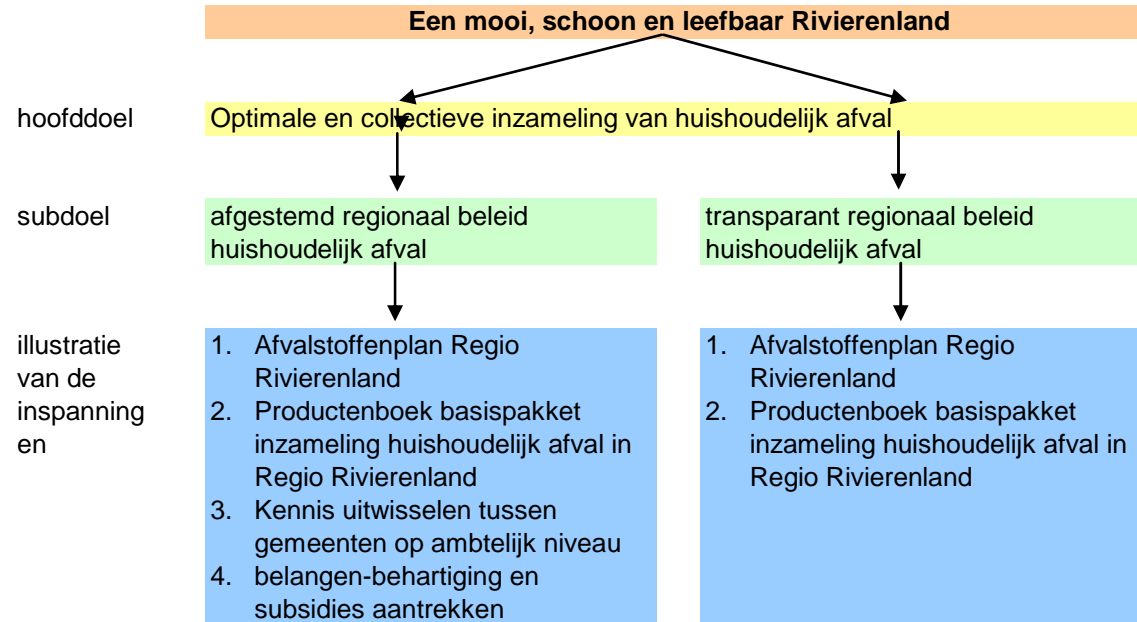 Een mooi, schoon en leefbaar Rivierenland
hoofddoel
Optimale en collectieve inzameling van huishoudelijk afval
subdoel
afgestemd regionaal beleid
huishoudelijk afval
transparant regionaal beleid
huishoudelijk afval
illustratie
van de
inspanning
en
1. Afvalstoffenplan Regio
Rivierenland
2. Productenboek basispakket
inzameling huishoudelijk afval in
Regio Rivierenland
3. Kennis uitwisselen tussen
gemeenten op ambtelijk niveau
4. belangen-behartiging en
subsidies aantrekken
1. Afvalstoffenplan Regio
Rivierenland
2. Productenboek basispakket
inzameling huishoudelijk afval in
Regio Rivierenland